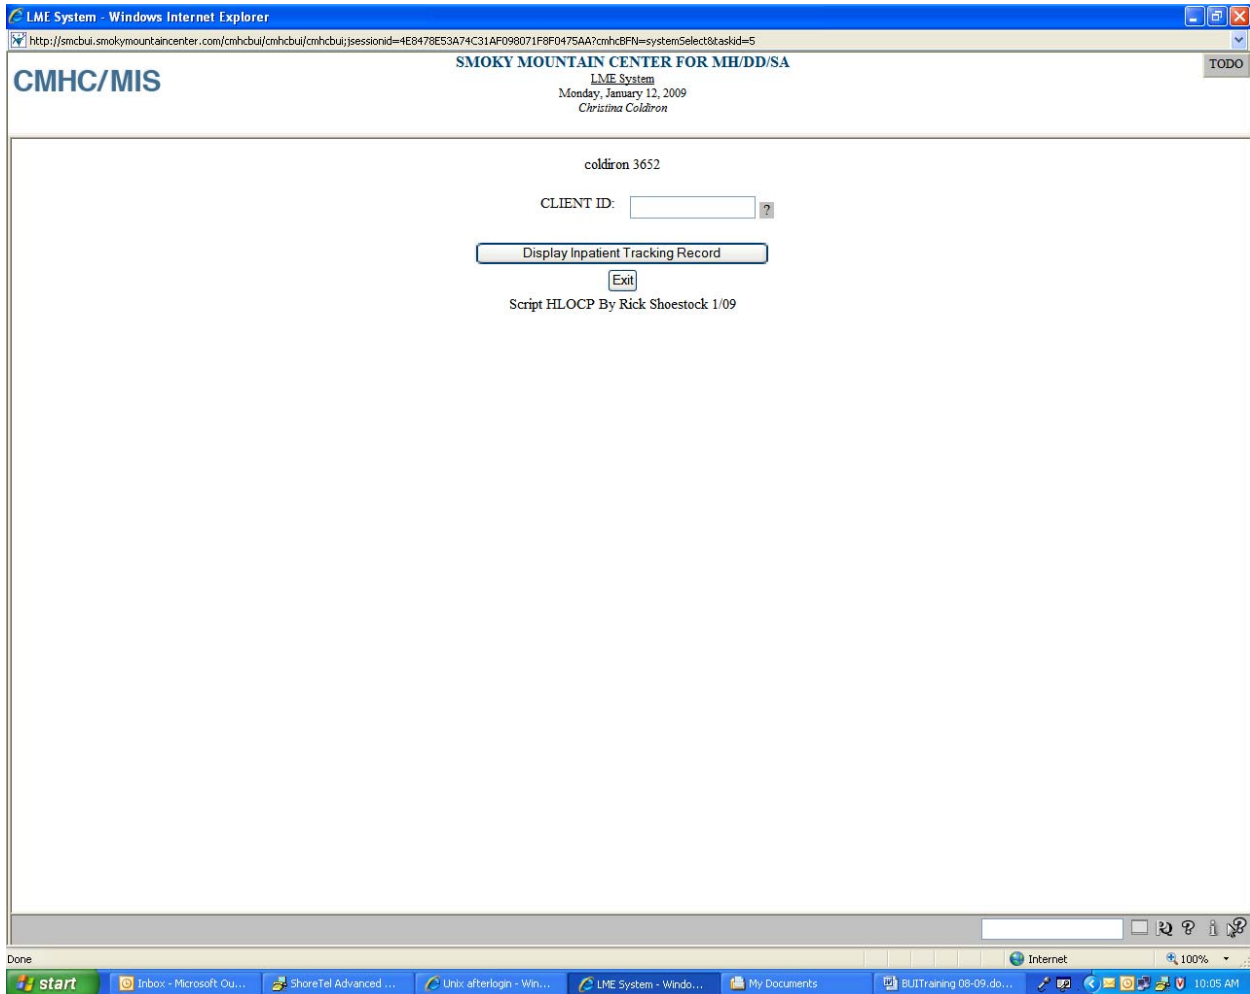 LME System - Windows Internet Explorer
http://smcbui.smokymountaincenter.com/cmhcbui/cmhcbui/cmhcbui;jsessionid=4E8478E53A74C31AF098071F8F0475AA?cmhcBFN=systemSelect&taskid=5
CMHC/MIS
SMOKY MOUNTAIN CENTER FOR MH/DD/SA
LME System
Monday, January 12, 2009
Christina Coldiron
TODO
coldiron 3652
CLIENT ID: ?
Display Inpatient Tracking Record
Exit
Script HLOCP By Rick Shoestock 1/09
Done Internet 100%
start Inbox - Microsoft Ou... ShoreTel Advanced ... Unix afterlogin - Win... LME System - Windo... My Documents BUITraining 08-09.do... 10:05 AM